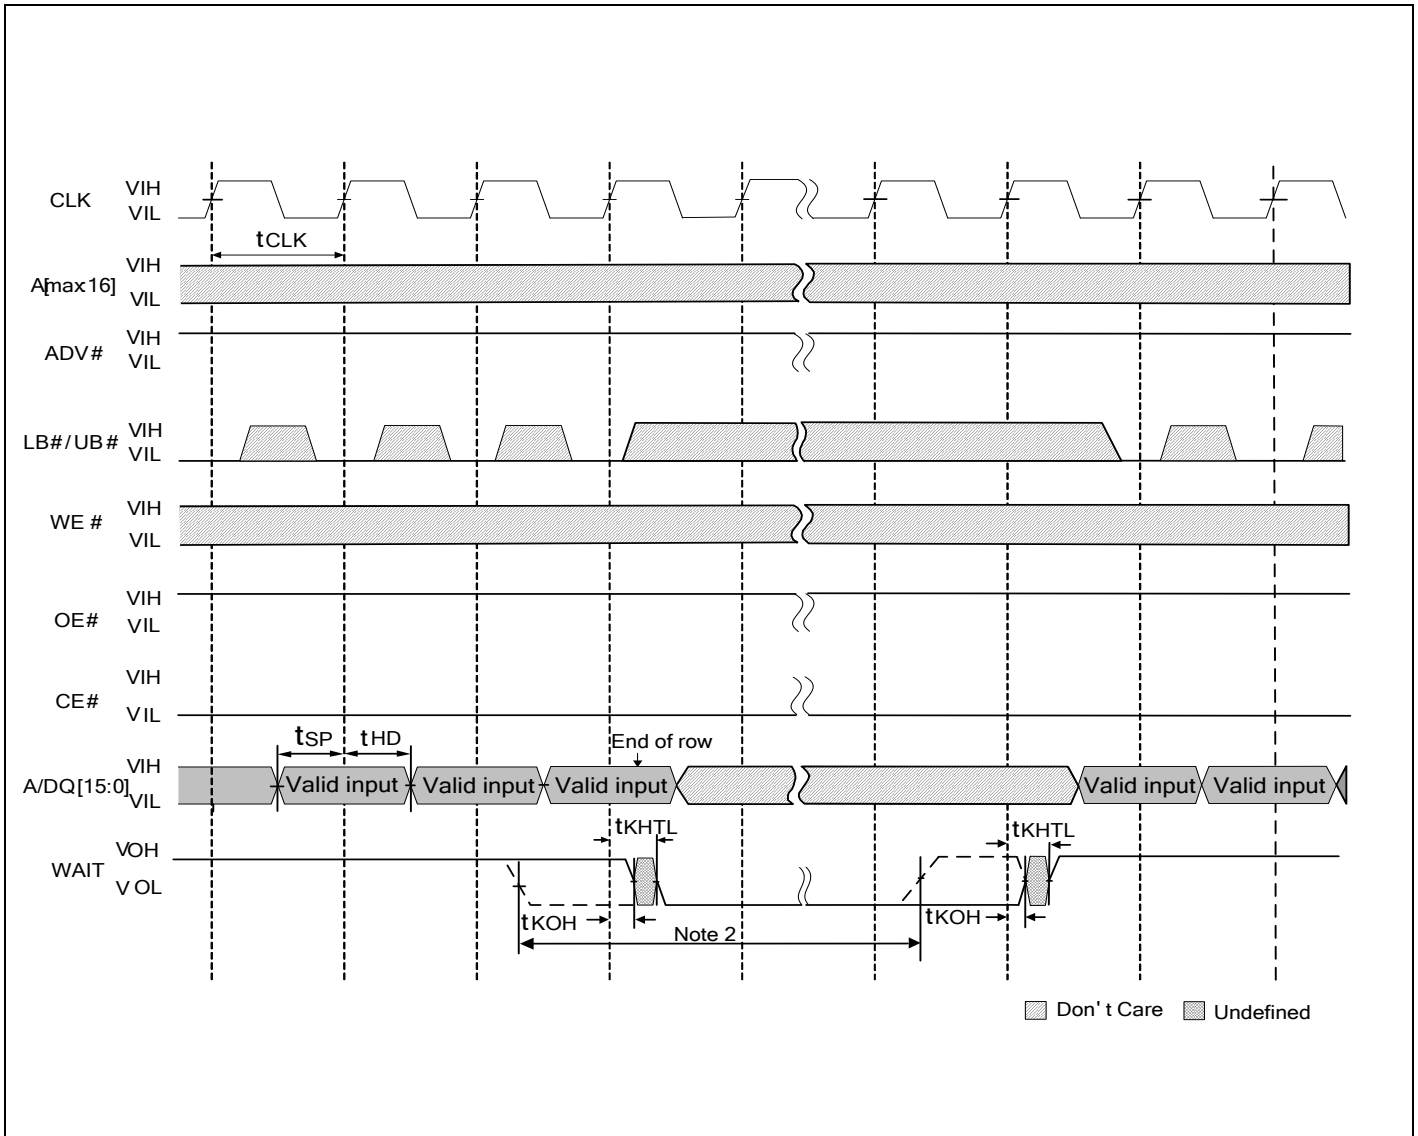 CLK VIH
VIL
tCLK
A[max16] VIH
VIL
ADV# VIH
VIL
LB#/UB# VIH
VIL
WE # VIH
VIL
OE# VIH
VIL
CE# VIH
VIL
tSP tHD End of row
A/DQ[15:0] VIH
VIL
Valid input Valid input Valid input Valid input Valid input
tKHTL tKHTL
WAIT VOH
VOL
tKOH tKOH
Note 2
Don't Care Undefined